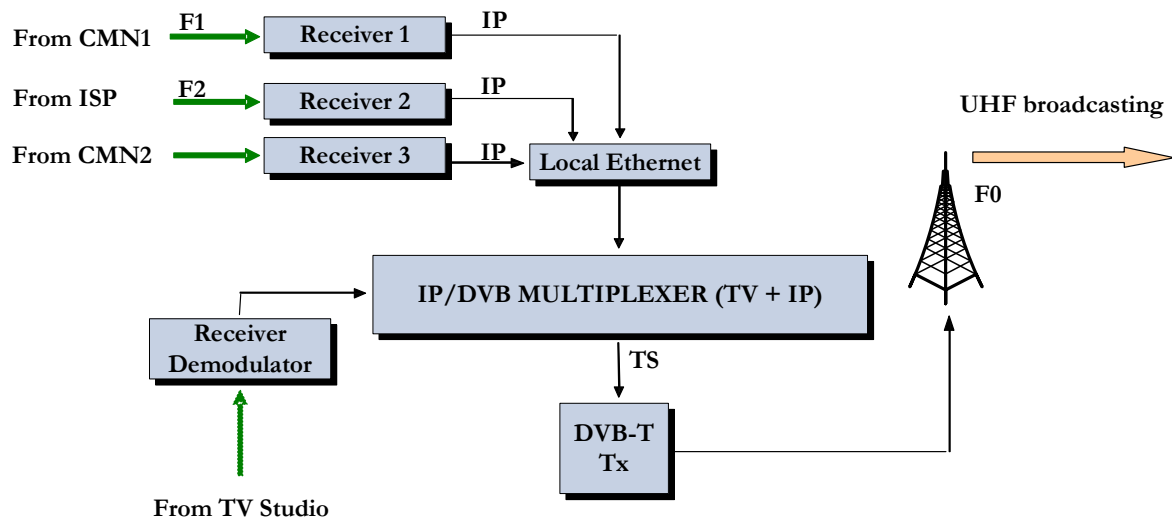 From CMN1
F1
Receiver 1
IP
From ISP
F2
Receiver 2
IP
From CMN2
Receiver 3
IP
Local Ethernet
UHF broadcasting
F0
IP/DVB MULTIPLEXER (TV + IP)
Receiver
Demodulator
TS
DVB-T
Tx
From TV Studio